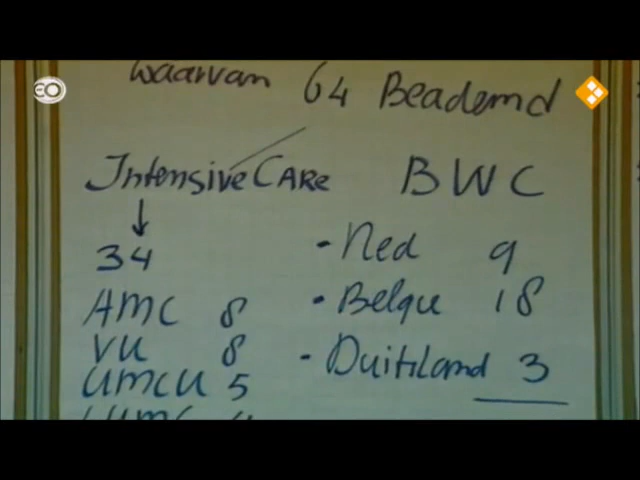 EO
waarvan 64 Beademd
Intensive CARe BWC
34 - Ned 9
AMC 8 • Belgie 18
VU 8 - Duitsland 3
UMCU 5